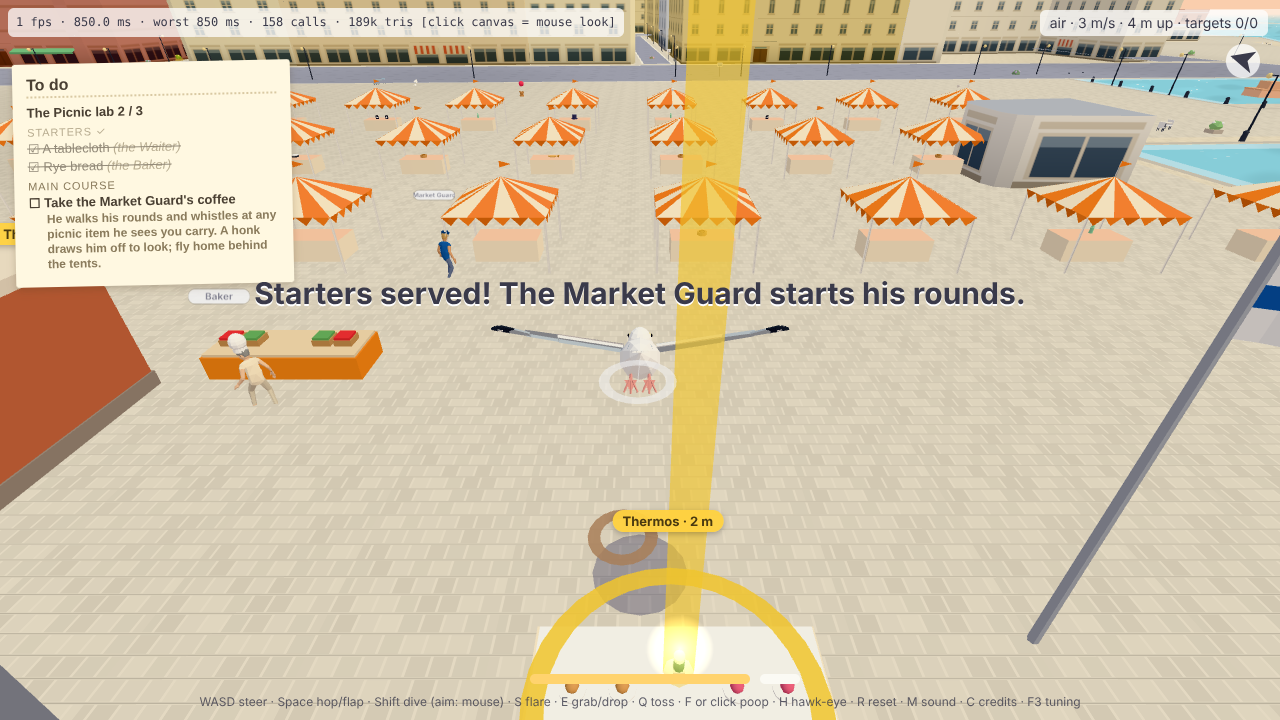 1 fps · 850.0 ms · worst 850 ms · 158 calls · 189k tris [click canvas = mouse look]
air · 3 m/s · 4 m up · targets 0/0
To do
The Picnic lab 2 / 3
STARTERS ✓
☑ A tablecloth (the Waiter)
☑ Rye bread (the Baker)
MAIN COURSE
☐ Take the Market Guard's coffee
He walks his rounds and whistles at any
picnic item he sees you carry. A honk
draws him off to look; fly home behind
the tents.
Market Guard
Baker
Starters served! The Market Guard starts his rounds.
Thermos · 2 m
WASD steer · Space hop/flap · Shift dive (aim: mouse) · S flare · E grab/drop · Q toss · F or click poop · H hawk-eye · R reset · M sound · C credits · F3 tuning